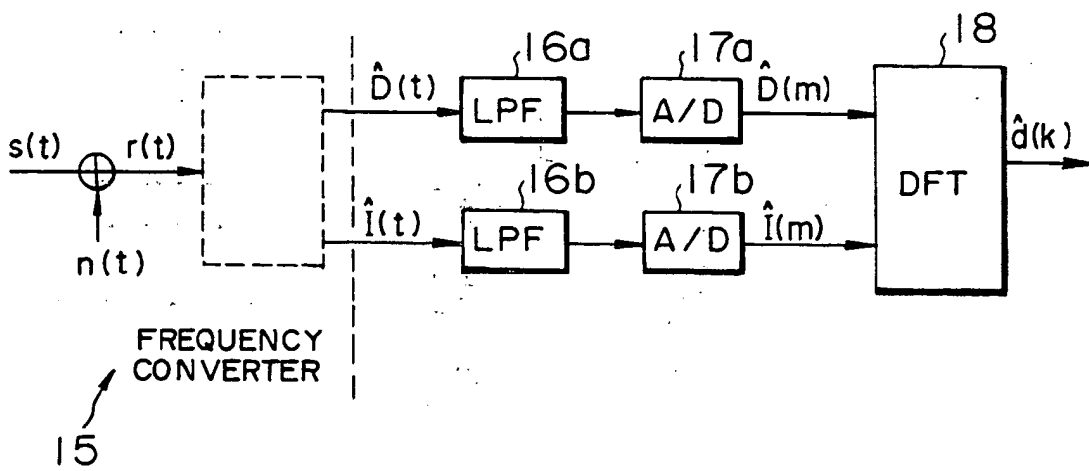 16a
17a
18
D̂(t)
LPF
A/D
D̂(m)
s(t)
r(t)
d̂(k)
DFT
16b
17b
n(t)
Î(t)
LPF
A/D
Î(m)
FREQUENCY
CONVERTER
15